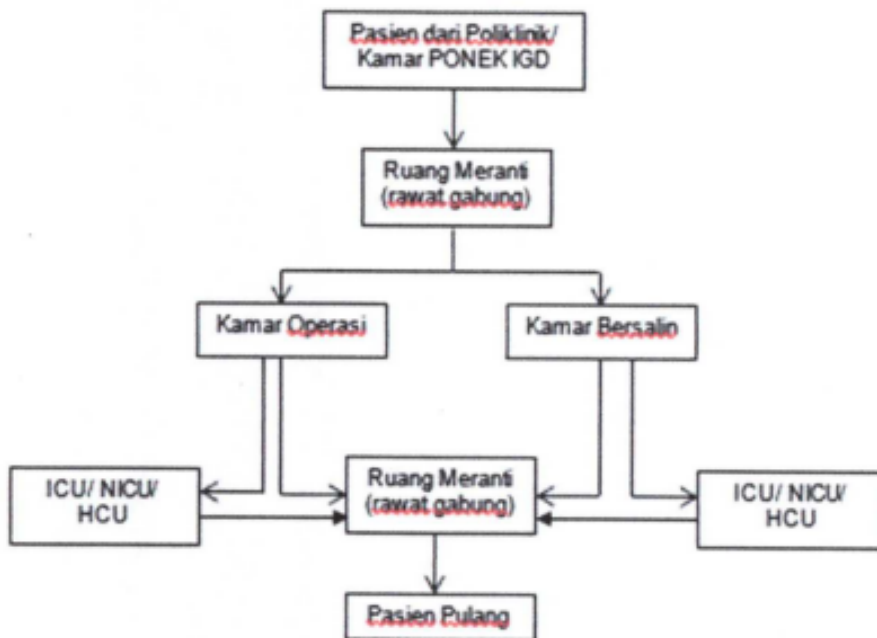 Pasien dari Poliklinik/
Kamar PONEK IGD
Ruang Meranti
(rawat gabung)
Kamar Operasi
Kamar Bersalin
ICU/ NICU/
HCU
Ruang Meranti
(rawat gabung)
ICU/ NICU/
HCU
Pasien Pulang